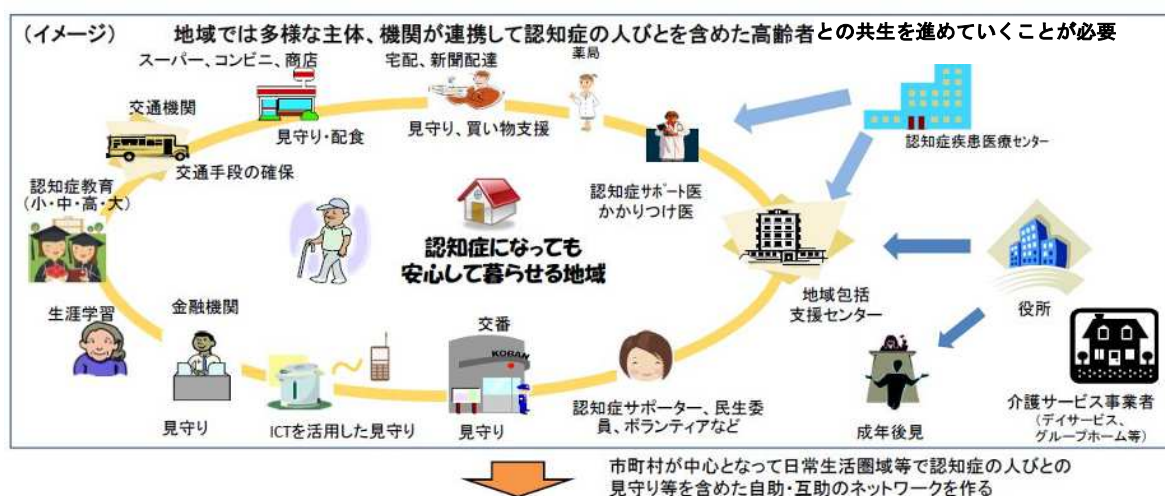 (イメージ) 地域では多様な主体、機関が連携して認知症の人びとを含めた高齢者との共生を進めていくことが必要
スーパー、コンビニ、商店
宅配、新聞配達
薬局
交通機関
見守り・配食
見守り、買い物支援
認知症疾患医療センター
交通手段の確保
認知症教育
(小・中・高・大)
認知症サポート医
かかりつけ医
認知症になっても
安心して暮らせる地域
地域包括
支援センター
役所
生涯学習
金融機関
交番
KOBAN
見守り
ICTを活用した見守り
見守り
認知症サポーター、民生委
員、ボランティアなど
成年後見
介護サービス事業者
(デイサービス、
グループホーム等)
市町村が中心となって日常生活圏域等で認知症の人びとの
見守り等を含めた自助・互助のネットワークを作る